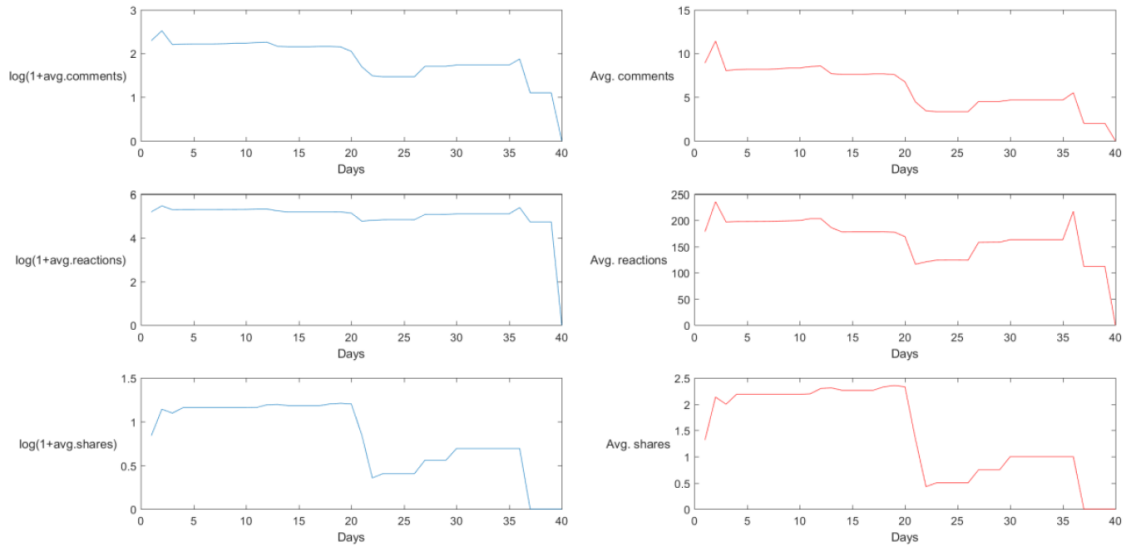 3
2
1
0
log(1+avg.comments)
0 5 10 15 20 25 30 35 40
Days
15
10
5
0
Avg. comments
0 5 10 15 20 25 30 35 40
Days
6
4
2
0
log(1+avg.reactions)
0 5 10 15 20 25 30 35 40
Days
250
200
150
100
50
0
Avg. reactions
0 5 10 15 20 25 30 35 40
Days
1.5
1
0.5
0
log(1+avg.shares)
0 5 10 15 20 25 30 35 40
Days
2.5
2
1.5
1
0.5
0
Avg. shares
0 5 10 15 20 25 30 35 40
Days